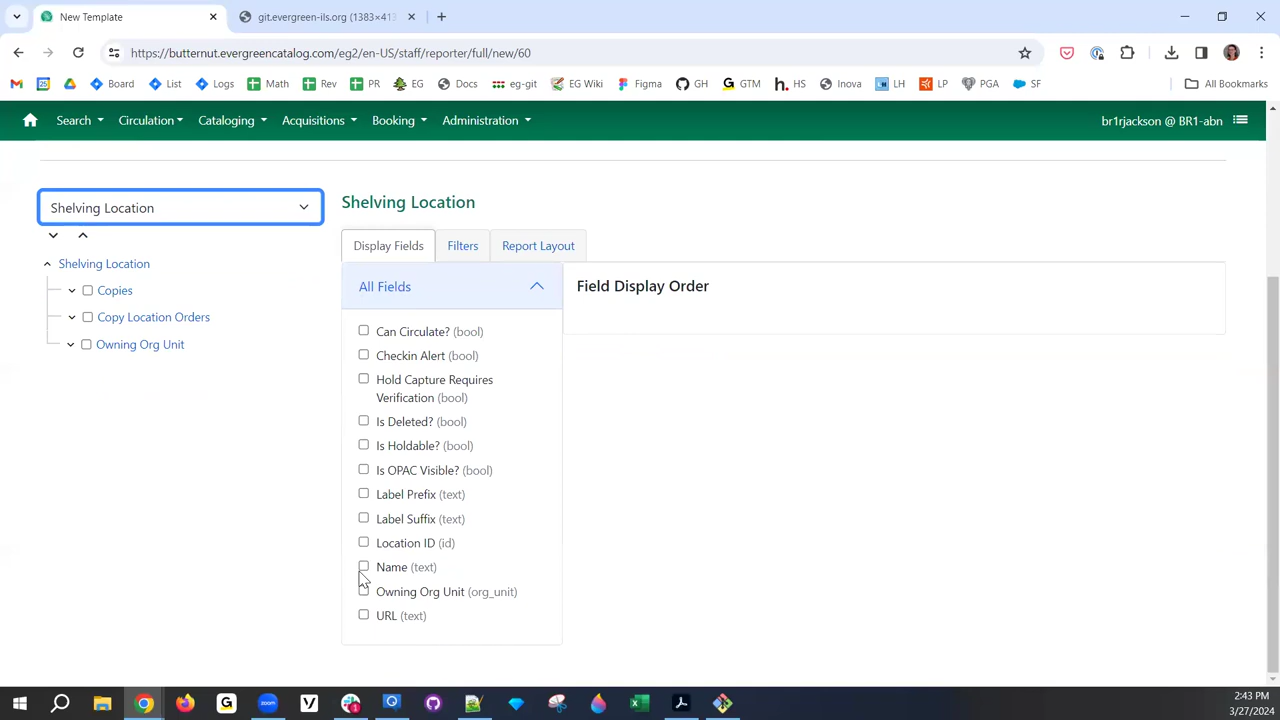 New Template
git.evergreen-ils.org (1383×413
https://butternut.evergreencatalog.com/eg2/en-US/staff/reporter/full/new/60
Board
List
Logs
Math
Rev
PR
EG
Docs
eg-git
EG Wiki
Figma
GH
GTM
HS
Inova
LH
LP
PGA
SF
All Bookmarks
Search
Circulation
Cataloging
Acquisitions
Booking
Administration
br1rjackson @ BR1-abn
Shelving Location
Shelving Location
Copies
Copy Location Orders
Owning Org Unit
Shelving Location
Display Fields
Filters
Report Layout
All Fields
Can Circulate? (bool)
Checkin Alert (bool)
Hold Capture Requires
Verification (bool)
Is Deleted? (bool)
Is Holdable? (bool)
Is OPAC Visible? (bool)
Label Prefix (text)
Label Suffix (text)
Location ID (id)
Name (text)
Owning Org Unit (org_unit)
URL (text)
Field Display Order
2:43 PM
3/27/2024